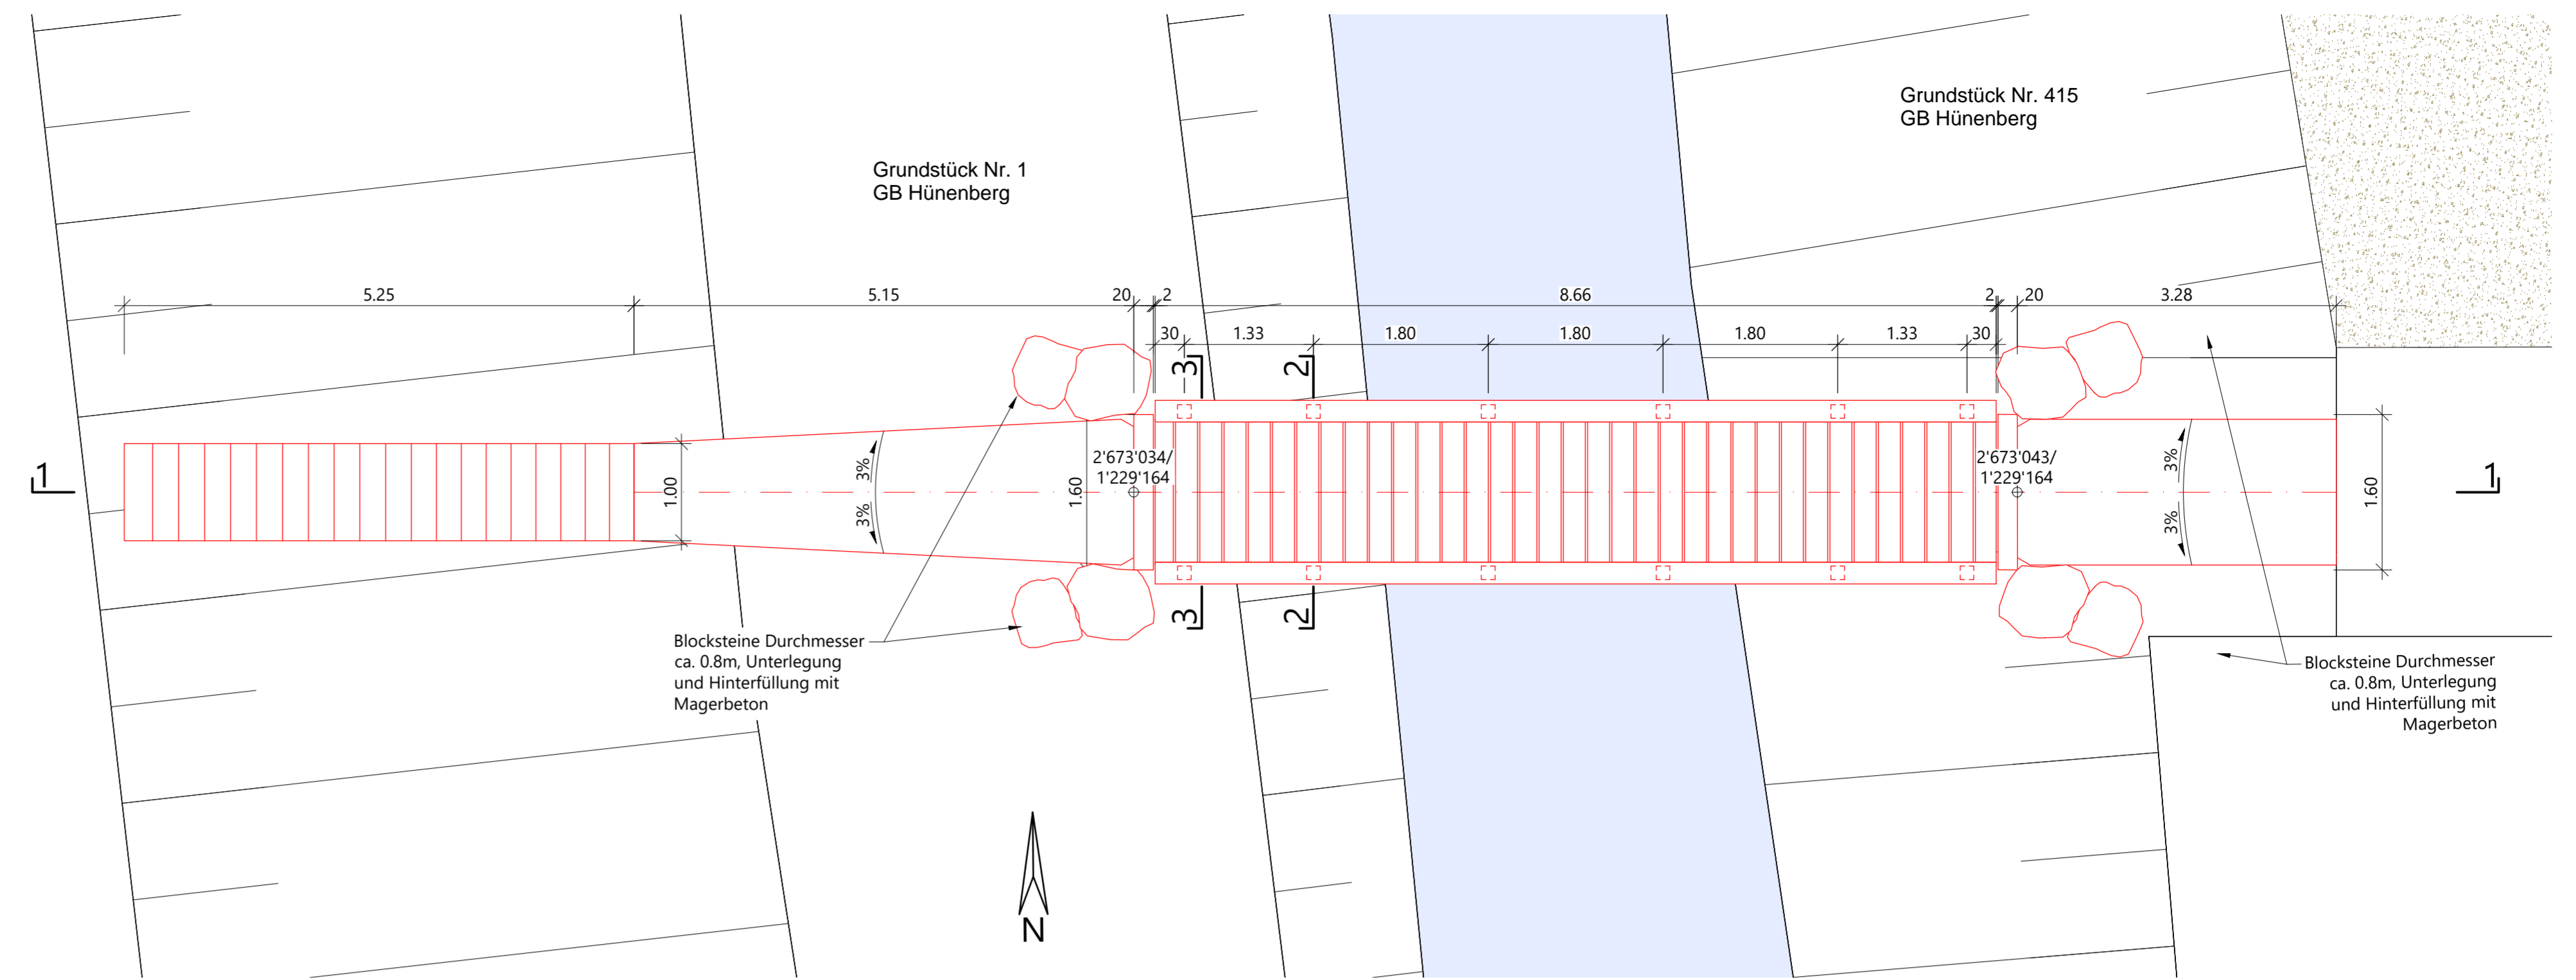 Grundstück Nr. 415
GB Hünenberg
Grundstück Nr. 1
GB Hünenberg
5.25
5.15
20
2
8.66
2
20
3.28
30
1.33
1.80
1.80
1.80
1.33
30
3
2
1
1.00
3%
3%
1.60
2'673'034/
1'229'164
2'673'043/
1'229'164
3%
3%
1.60
1
3
2
Blocksteine Durchmesser
ca. 0.8m, Unterlegung
und Hinterfüllung mit
Magerbeton
Blocksteine Durchmesser
ca. 0.8m, Unterlegung
und Hinterfüllung mit
Magerbeton
N